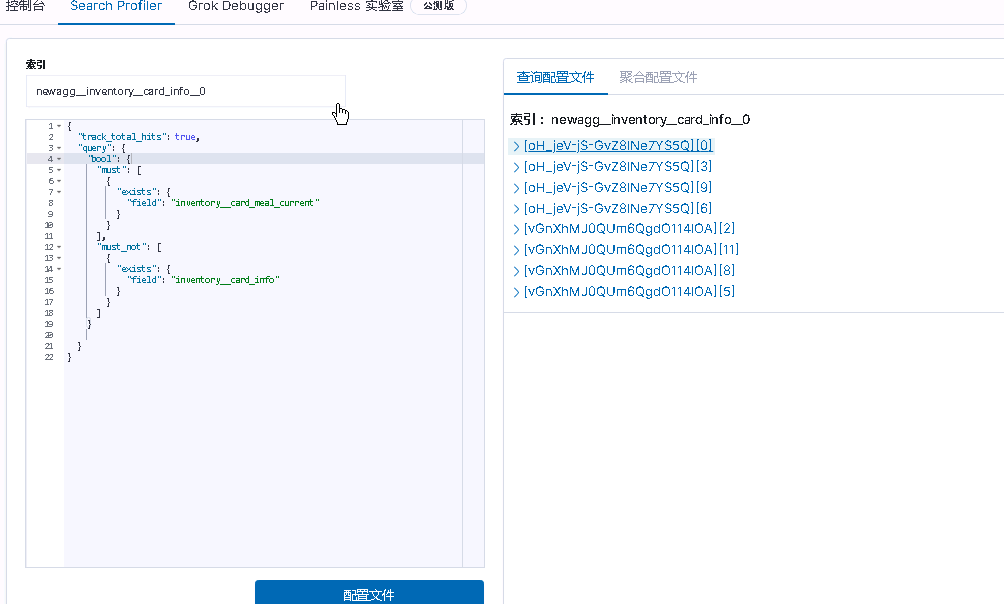 控制台 Search Profiler Grok Debugger Painless 实验室 公测版
索引
newagg__inventory__card_info__0
1 {
2 "track_total_hits": true,
3 "query": {
4 "bool": {
5 "must": [
6 {
7 "exists": {
8 "field": "inventory__card_meal_current"
9 }
10 }
11 ],
12 "must_not": [
13 {
14 "exists": {
15 "field": "inventory__card_info"
16 }
17 }
18 ]
19 }
20
21 }
22 }
配置文件
查询配置文件 聚合配置文件
索引： newagg__inventory__card_info__0
[oH_jeV-jS-GvZ8INe7YS5Q][0]
[oH_jeV-jS-GvZ8INe7YS5Q][3]
[oH_jeV-jS-GvZ8INe7YS5Q][9]
[oH_jeV-jS-GvZ8INe7YS5Q][6]
[vGnXhMJ0QUm6QgdO114IOA][2]
[vGnXhMJ0QUm6QgdO114IOA][11]
[vGnXhMJ0QUm6QgdO114IOA][8]
[vGnXhMJ0QUm6QgdO114IOA][5]